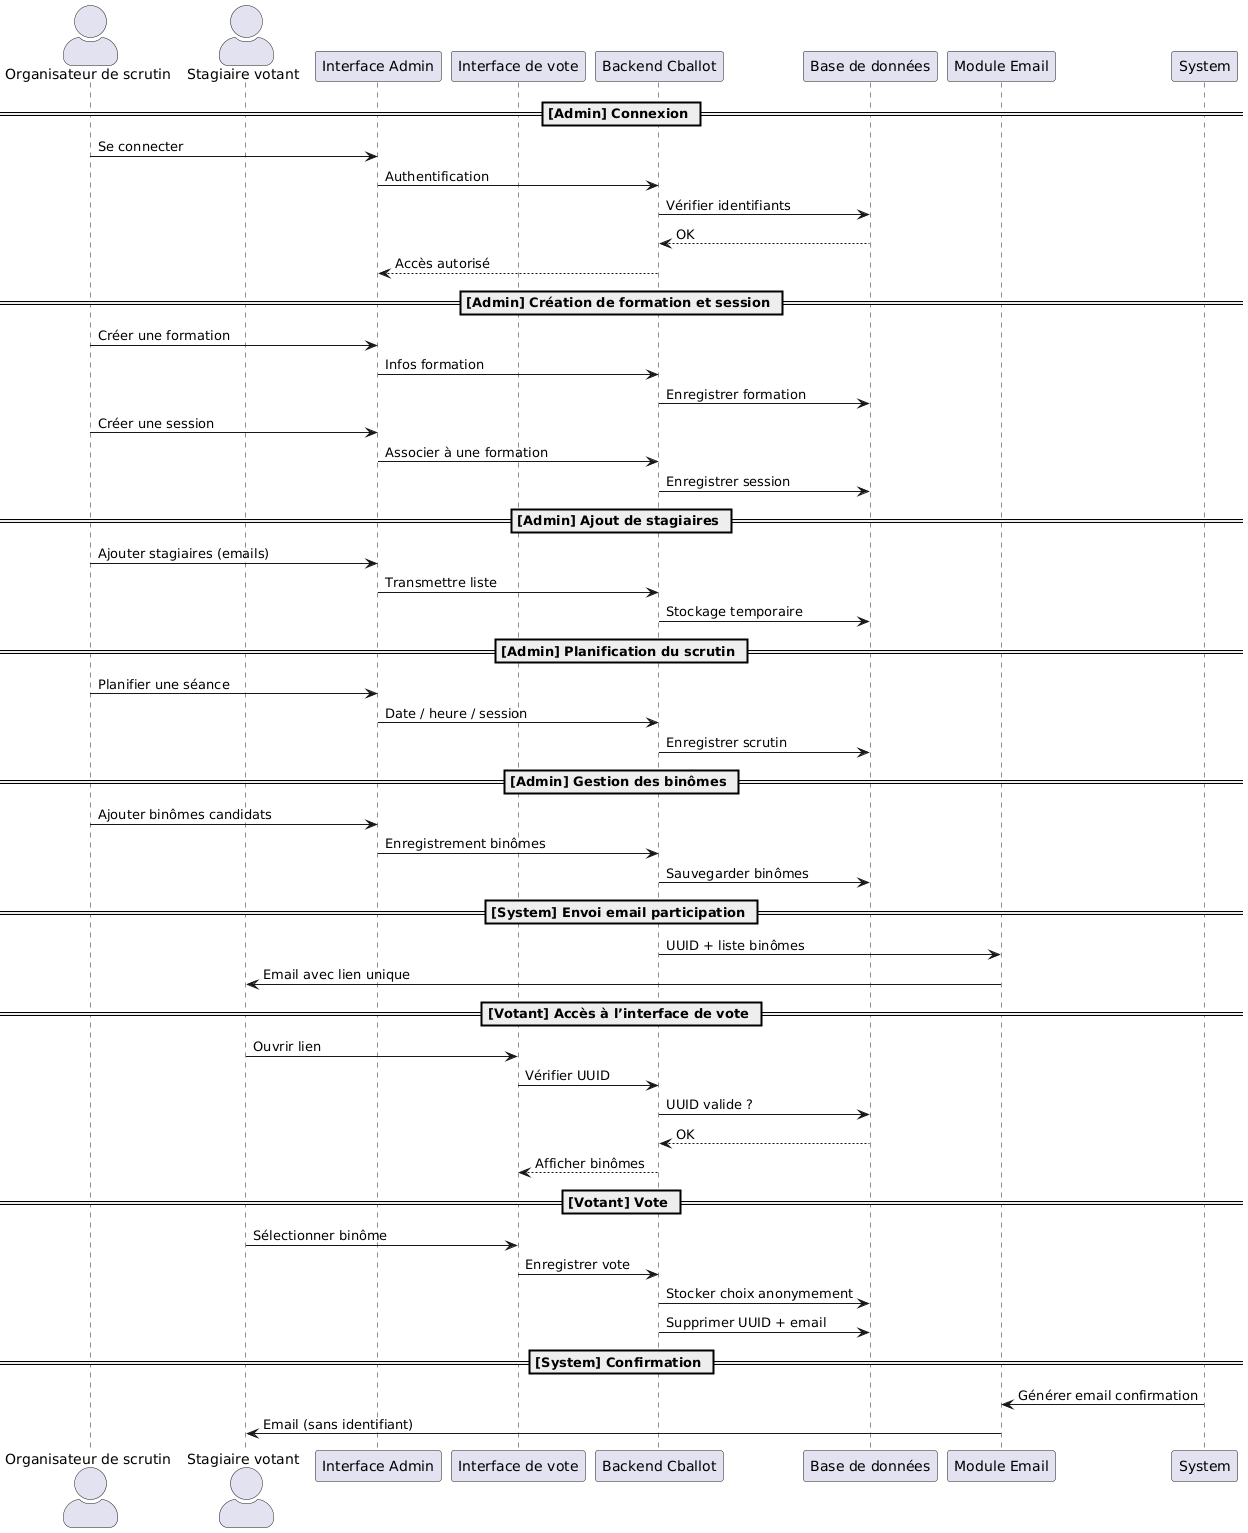 Organisateur de scrutin
Stagiaire votant
Interface Admin
Interface de vote
Backend Cballot
Base de données
Module Email
System
[Admin] Connexion
Se connecter
Authentification
Vérifier identifiants
OK
Accès autorisé
[Admin] Création de formation et session
Créer une formation
Infos formation
Enregistrer formation
Créer une session
Associer à une formation
Enregistrer session
[Admin] Ajout de stagiaires
Ajouter stagiaires (emails)
Transmettre liste
Stockage temporaire
[Admin] Planification du scrutin
Planifier une séance
Date / heure / session
Enregistrer scrutin
[Admin] Gestion des binômes
Ajouter binômes candidats
Enregistrement binômes
Sauvegarder binômes
[System] Envoi email participation
UUID + liste binômes
Email avec lien unique
[Votant] Accès à l’interface de vote
Ouvrir lien
Vérifier UUID
UUID valide ?
OK
Afficher binômes
[Votant] Vote
Sélectionner binôme
Enregistrer vote
Stocker choix anonymement
Supprimer UUID + email
[System] Confirmation
Générer email confirmation
Email (sans identifiant)
Organisateur de scrutin
Stagiaire votant
Interface Admin
Interface de vote
Backend Cballot
Base de données
Module Email
System